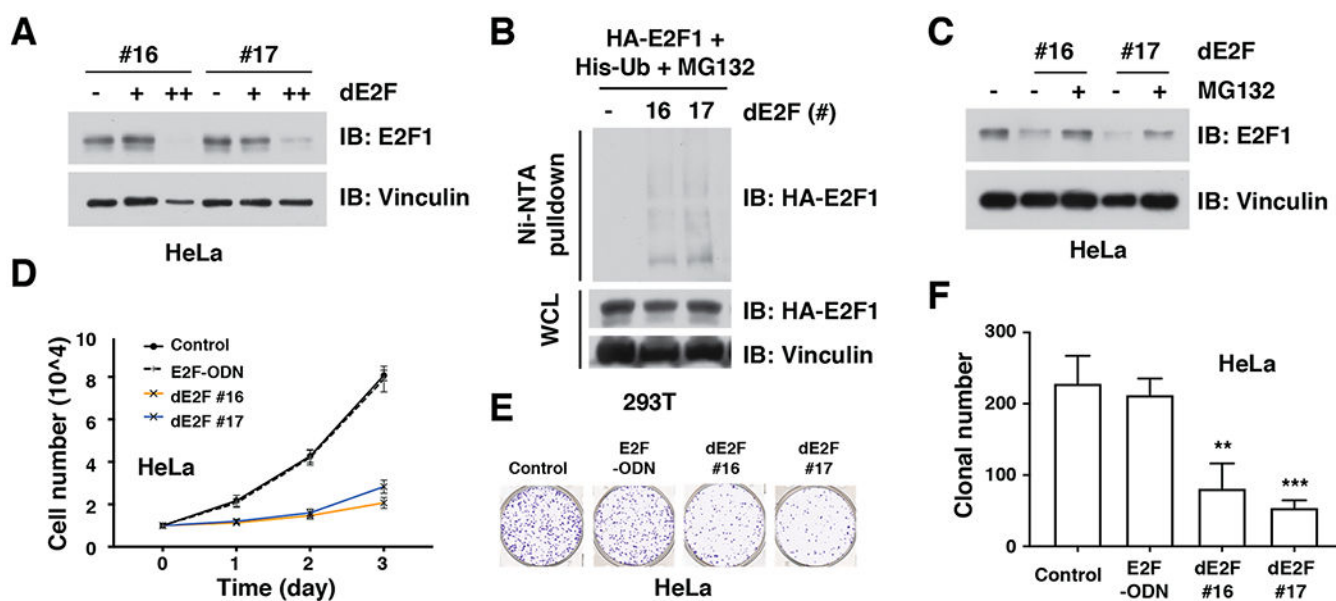 A
#16 #17
- + ++ - + ++ dE2F
IB: E2F1
IB: Vinculin
HeLa
B
HA-E2F1 +
His-Ub + MG132
- 16 17 dE2F (#)
Ni-NTA
pulldown
IB: HA-E2F1
WCL
IB: HA-E2F1
IB: Vinculin
293T
C
#16 #17 dE2F
- - + - + MG132
IB: E2F1
IB: Vinculin
HeLa
D
Cell number (10^4)
10
8
6
4
2
0
Control
E2F-ODN
dE2F #16
dE2F #17
HeLa
0 1 2 3
Time (day)
E
Control
E2F
-ODN
dE2F
#16
dE2F
#17
HeLa
F
Clonal number
300
200
100
0
HeLa
**
***
Control
E2F
-ODN
dE2F
#16
dE2F
#17